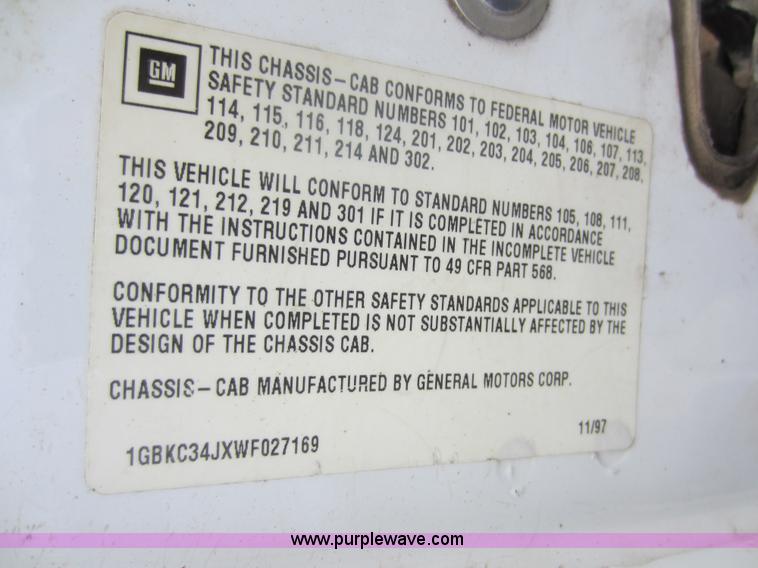 GM
THIS CHASSIS-CAB CONFORMS TO FEDERAL MOTOR VEHICLE
SAFETY STANDARD NUMBERS 101, 102, 103, 104, 106, 107, 113,
114, 115, 116, 118, 124, 201, 202, 203, 204, 205, 206, 207, 208,
209, 210, 211, 214 AND 302.
THIS VEHICLE WILL CONFORM TO STANDARD NUMBERS 105, 108, 111,
120, 121, 212, 219 AND 301 IF IT IS COMPLETED IN ACCORDANCE
WITH THE INSTRUCTIONS CONTAINED IN THE INCOMPLETE VEHICLE
DOCUMENT FURNISHED PURSUANT TO 49 CFR PART 568.
CONFORMITY TO THE OTHER SAFETY STANDARDS APPLICABLE TO THIS
VEHICLE WHEN COMPLETED IS NOT SUBSTANTIALLY AFFECTED BY THE
DESIGN OF THE CHASSIS CAB.
CHASSIS-CAB MANUFACTURED BY GENERAL MOTORS CORP.
11/97
1GBKC34JXWF027169
www.purplewave.com